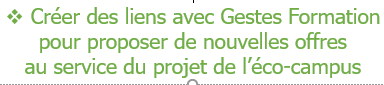 ❖ Créer des liens avec Gestes Formation
pour proposer de nouvelles offres
au service du projet de l'éco-campus